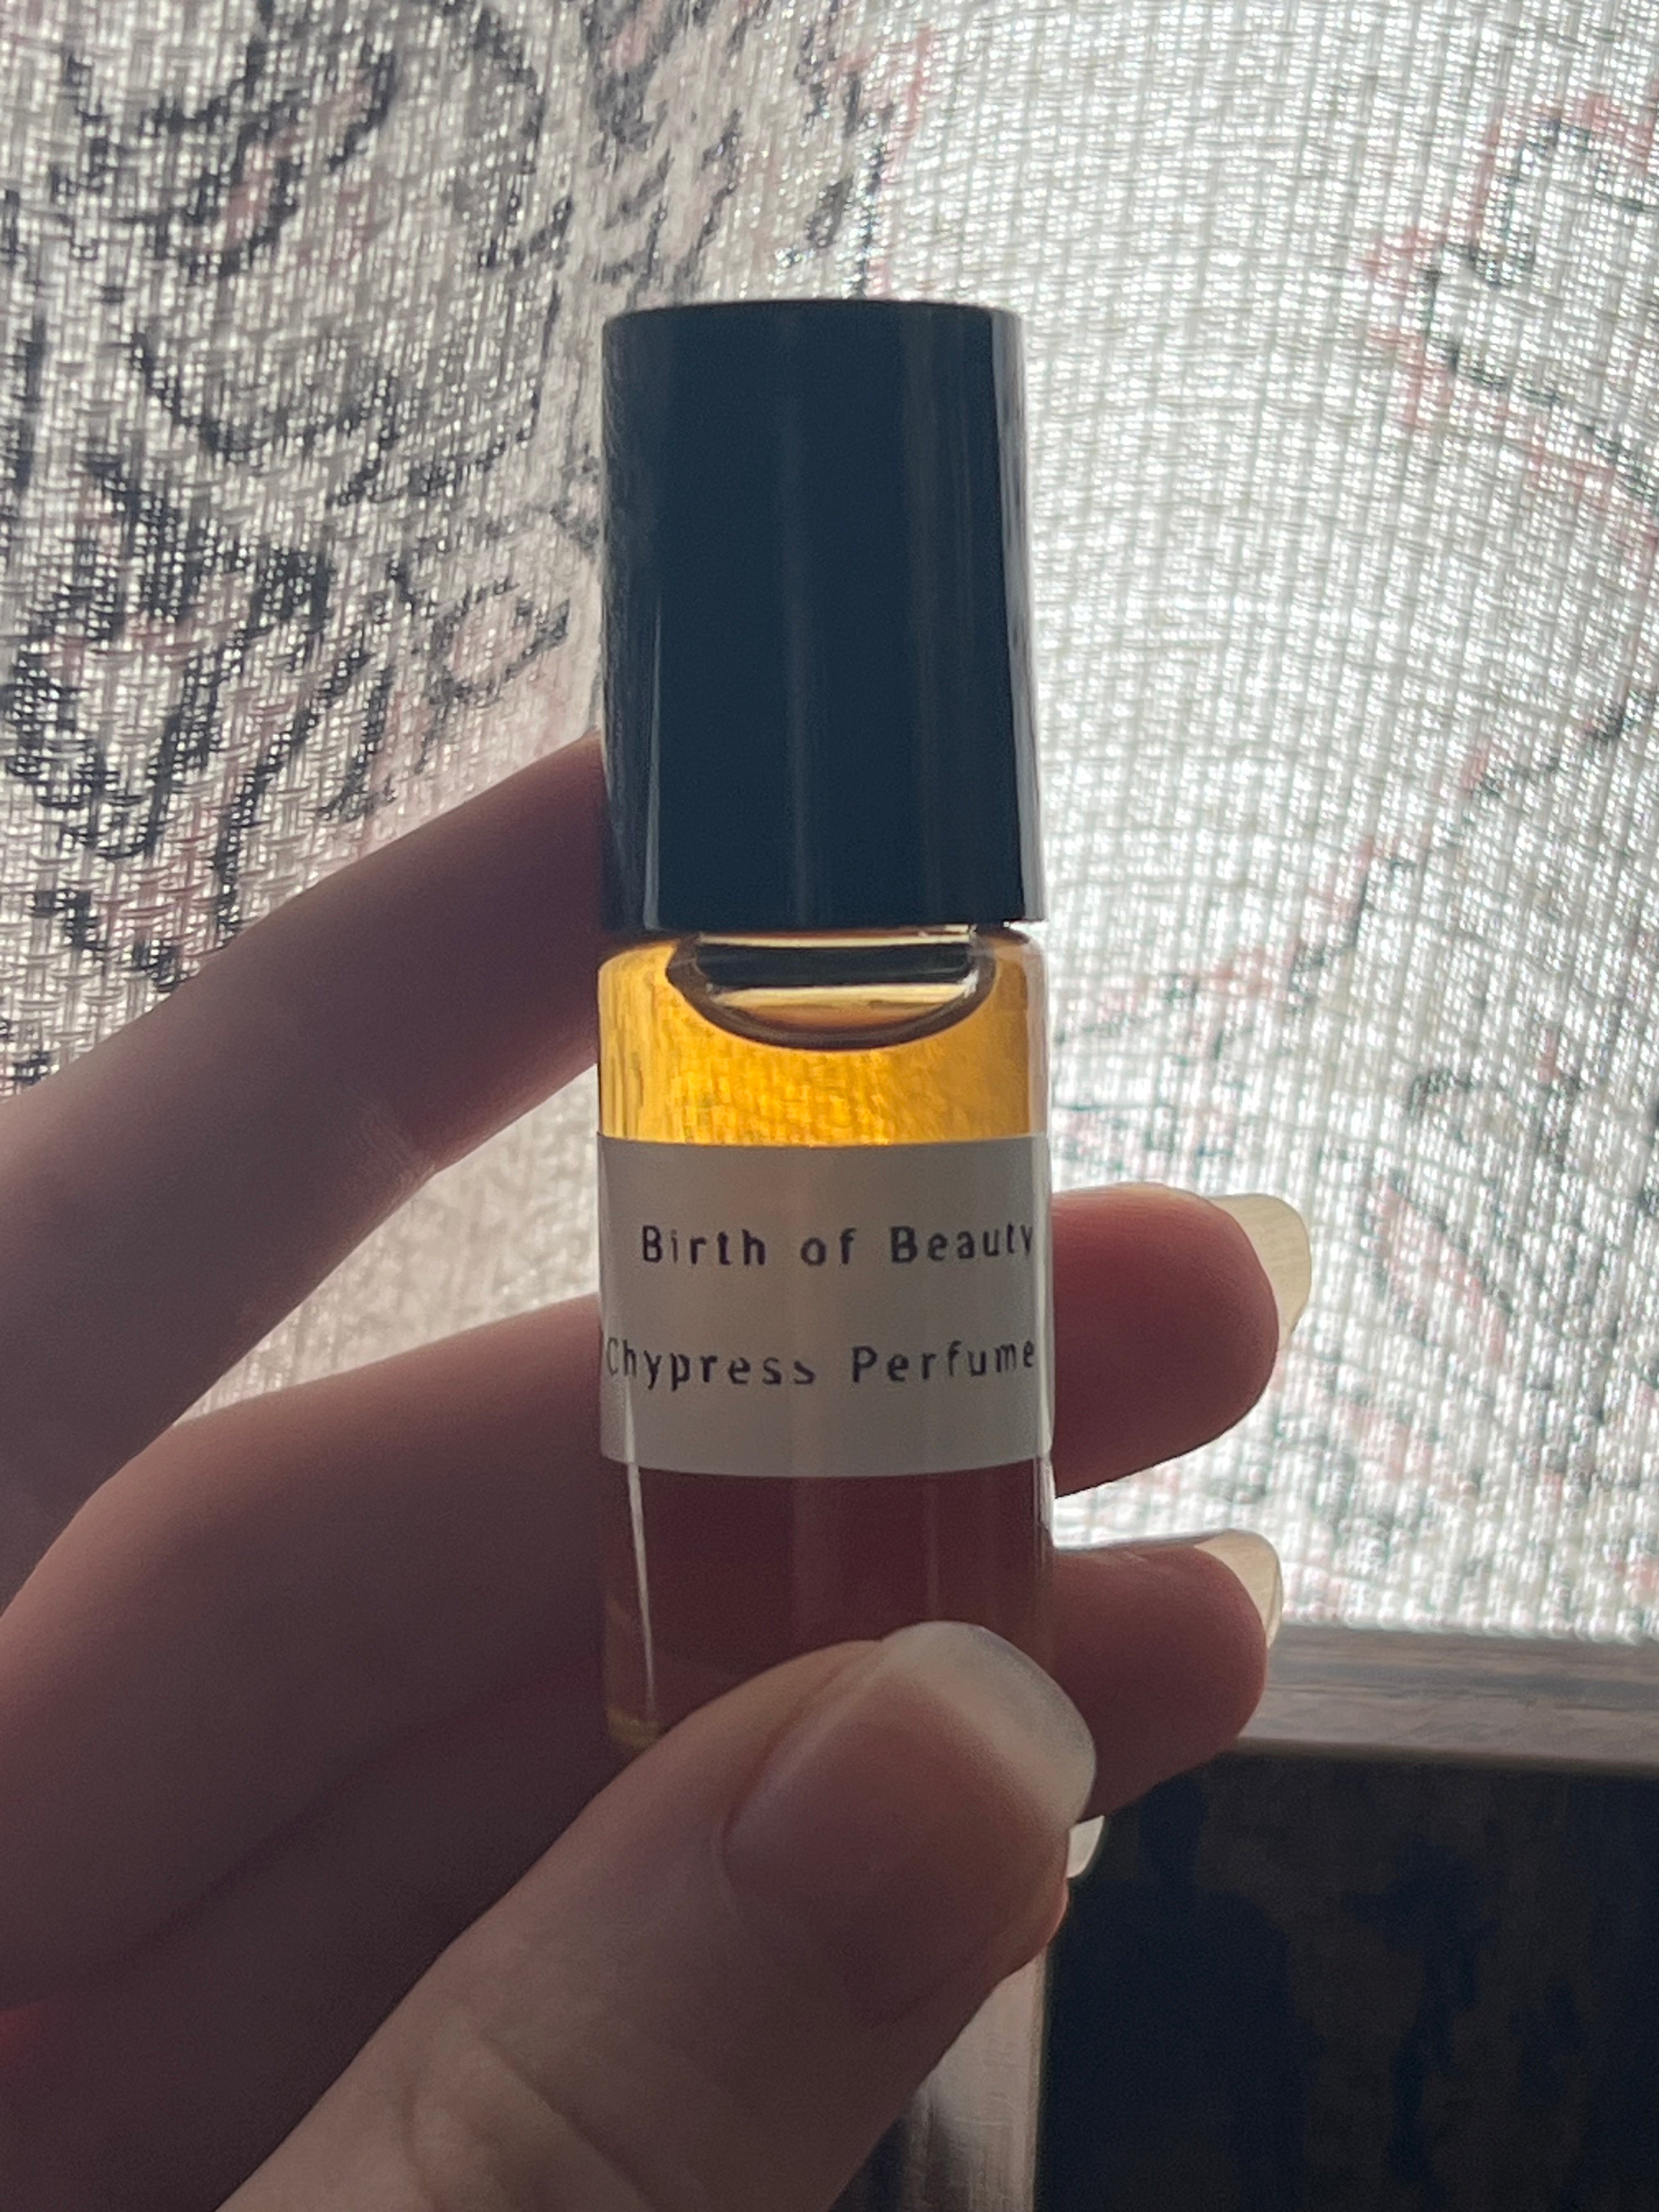 Birth of Beauty
Chypress Perfume